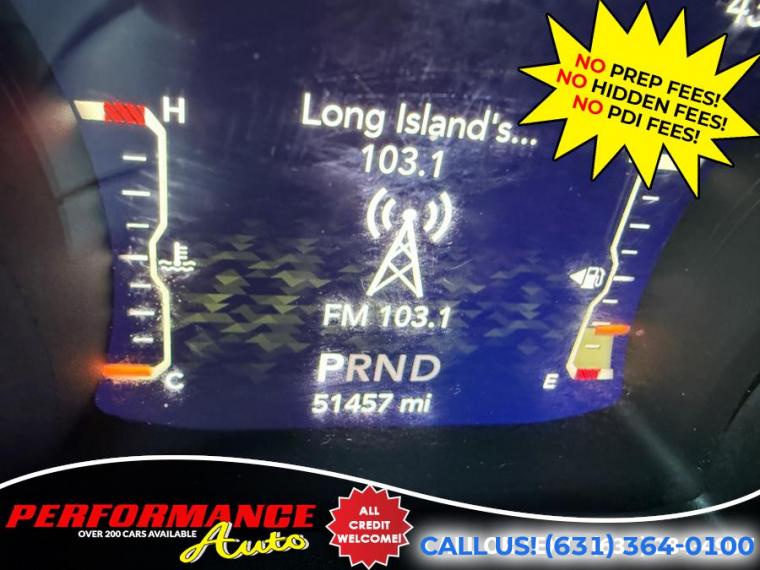 43
NO PREP FEES!
NO HIDDEN FEES!
NO PDI FEES!
H
Long Island's...
103.1
FM 103.1
PRND
C
E
51457 mi
PERFORMANCE
OVER 200 CARS AVAILABLE
Auto
ALL
CREDIT
WELCOME!
CALL US! (631) 364-0100